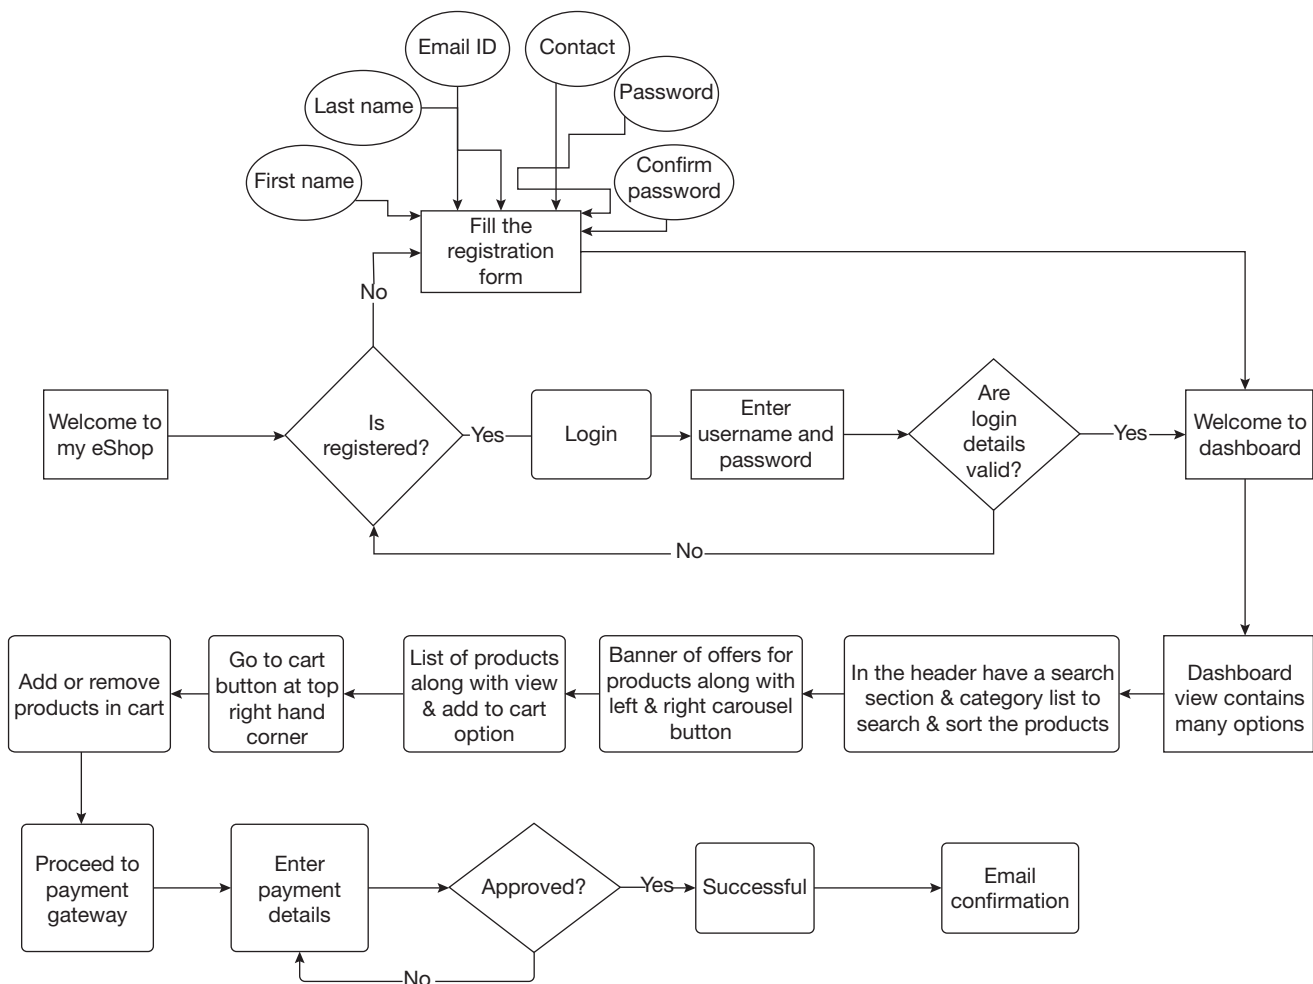 Email ID
Contact
Last name
Password
First name
Confirm
password
Fill the
registration
form
No
Welcome to
my eShop
Is
registered?
Yes
Login
Enter
username and
password
Are
login
details
valid?
Yes
Welcome to
dashboard
No
Add or remove
products in cart
Go to cart
button at top
right hand
corner
List of products
along with view
& add to cart
option
Banner of offers for
products along with
left & right carousel
button
In the header have a search
section & category list to
search & sort the products
Dashboard
view contains
many options
Proceed to
payment
gateway
Enter
payment
details
Approved?
Yes
Successful
Email
confirmation
No